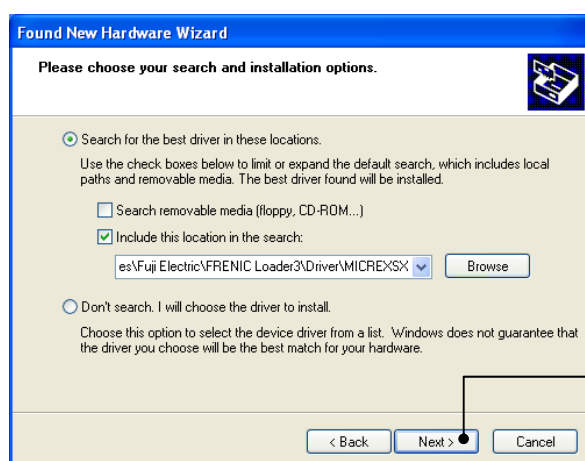 Found New Hardware Wizard
Please choose your search and installation options.
Search for the best driver in these locations.
Use the check boxes below to limit or expand the default search, which includes local
paths and removable media. The best driver found will be installed.
Search removable media (floppy, CD-ROM...)
Include this location in the search:
es\Fuji Electric\FRENIC Loader3\Driver\MICREXSX
Browse
Don't search. I will choose the driver to install.
Choose this option to select the device driver from a list. Windows does not guarantee that
the driver you choose will be the best match for your hardware.
< Back Next > Cancel